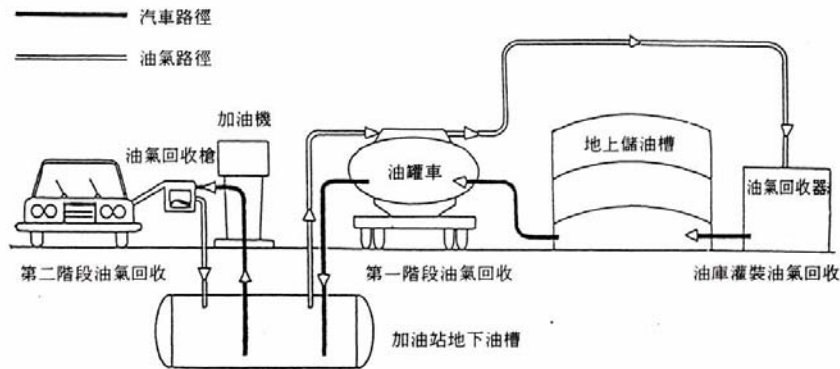 汽車路徑
油氣路徑
加油機
油氣回收槍
油罐車
地上儲油槽
油氣回收器
第二階段油氣回收
第一階段油氣回收
油庫灌裝油氣回收
加油站地下油槽